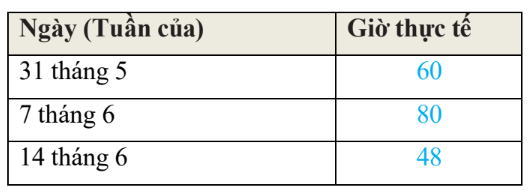 Ngày (Tuần của) Giờ thực tế
31 tháng 5 60
7 tháng 6 80
14 tháng 6 48